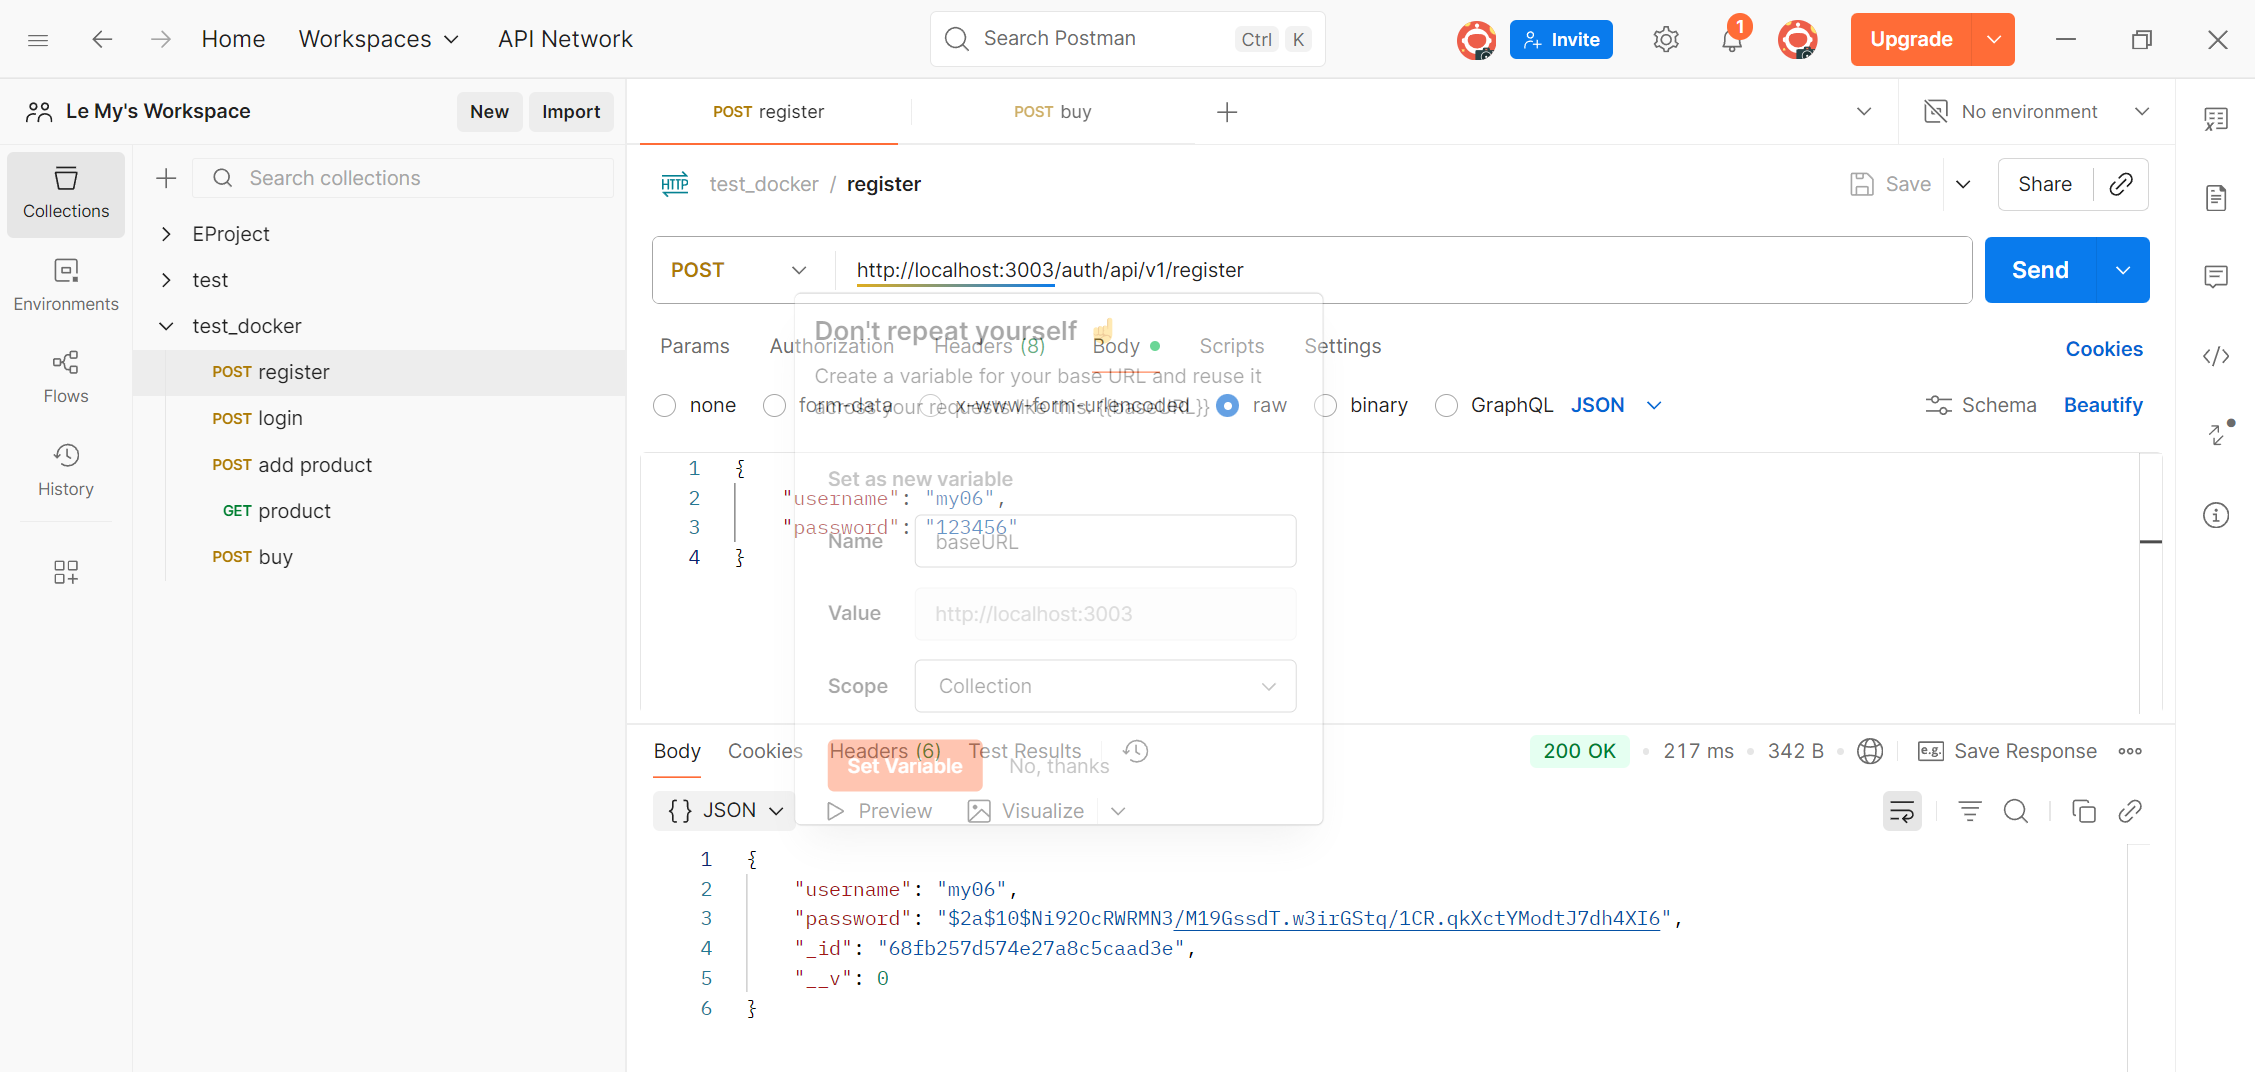 Home Workspaces API Network Search Postman Ctrl K Invite 1 Upgrade
Le My's Workspace New Import
POST register POST buy No environment
Collections
Environments
Flows
History
Search collections
EProject
test
test_docker
POST register
POST login
POST add product
GET product
POST buy
HTTP test_docker / register Save Share
POST http://localhost:3003/auth/api/v1/register Send
Params Authorization Headers (8) Body Scripts Settings Cookies
none form-data x-www-form-urlencoded raw binary GraphQL JSON Schema Beautify
Don't repeat yourself
Create a variable for your base URL and reuse it
across your requests like this: {{baseURL}}
Set as new variable
Name baseURL
Value http://localhost:3003
Scope Collection
Set Variable No, thanks
1 {
2 "username": "my06",
3 "password": "123456"
4 }
Body Cookies Headers (6) Test Results 200 OK 217 ms 342 B e.g. Save Response
{} JSON Preview Visualize
1 {
2 "username": "my06",
3 "password": "$2a$10$Ni92OcRWRMN3/M19GssdT.w3irGStq/1CR.qkXctYModtJ7dh4XI6",
4 "_id": "68fb257d574e27a8c5caad3e",
5 "__v": 0
6 }